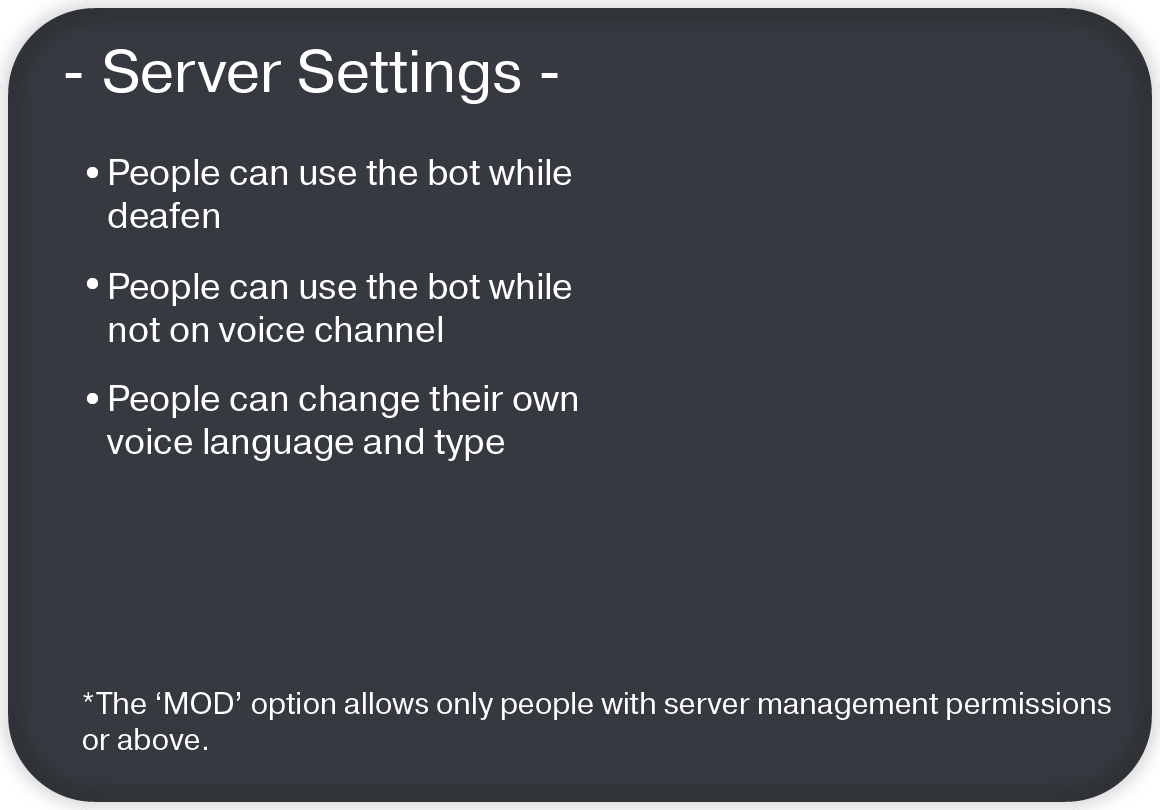 - Server Settings -
• People can use the bot while
deafen
• People can use the bot while
not on voice channel
• People can change their own
voice language and type
*The ‘MOD’ option allows only people with server management permissions
or above.